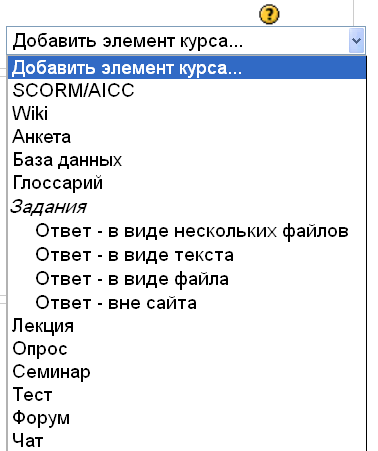 ?
Добавить элемент курса...
Добавить элемент курса...
SCORM/AICC
Wiki
Анкета
База данных
Глоссарий
Задания
Ответ - в виде нескольких файлов
Ответ - в виде текста
Ответ - в виде файла
Ответ - вне сайта
Лекция
Опрос
Семинар
Тест
Форум
Чат